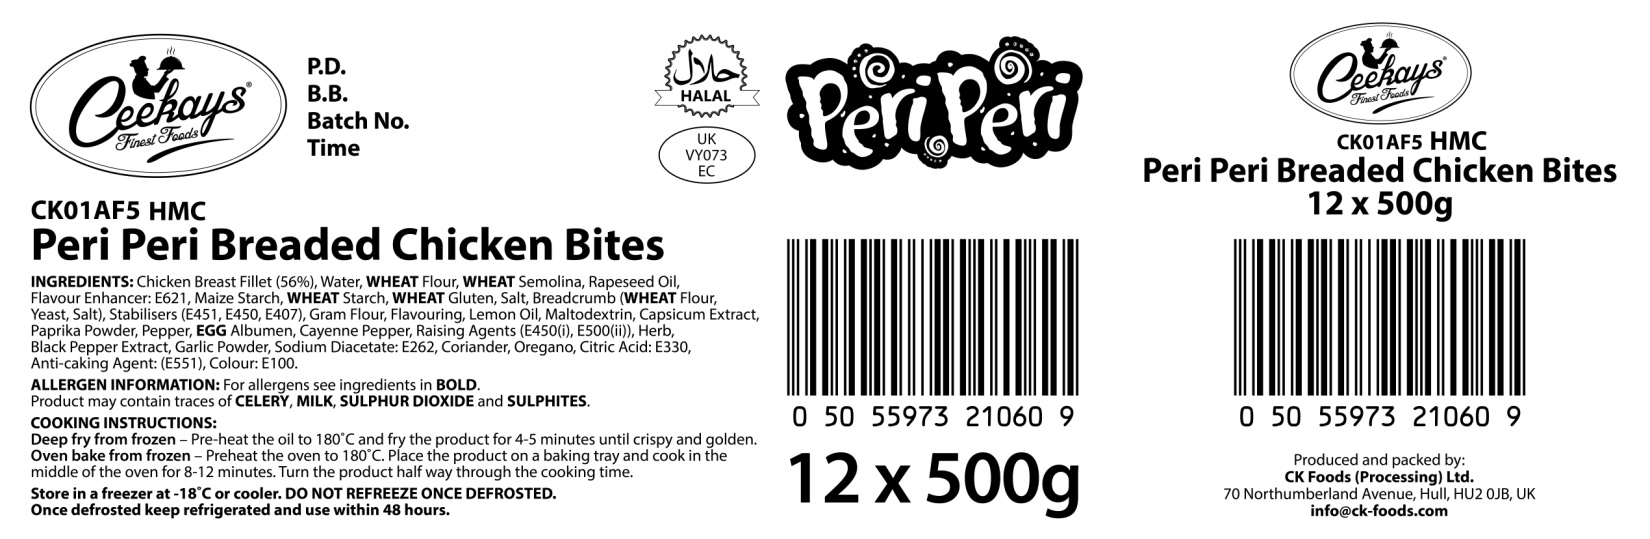 Ceekays®
Finest Foods
P.D.
B.B.
Batch No.
Time
حلال
HALAL
UK
VY073
EC
Peri Peri
CK01AF5 HMC
Peri Peri Breaded Chicken Bites
INGREDIENTS: Chicken Breast Fillet (56%), Water, WHEAT Flour, WHEAT Semolina, Rapeseed Oil,
Flavour Enhancer: E621, Maize Starch, WHEAT Starch, WHEAT Gluten, Salt, Breadcrumb (WHEAT Flour,
Yeast, Salt), Stabilisers (E451, E450, E407), Gram Flour, Flavouring, Lemon Oil, Maltodextrin, Capsicum Extract,
Paprika Powder, Pepper, EGG Albumen, Cayenne Pepper, Raising Agents (E450(i), E500(ii)), Herb,
Black Pepper Extract, Garlic Powder, Sodium Diacetate: E262, Coriander, Oregano, Citric Acid: E330,
Anti-caking Agent: (E551), Colour: E100.
ALLERGEN INFORMATION: For allergens see ingredients in BOLD.
Product may contain traces of CELERY, MILK, SULPHUR DIOXIDE and SULPHITES.
COOKING INSTRUCTIONS:
Deep fry from frozen – Pre-heat the oil to 180˚C and fry the product for 4-5 minutes until crispy and golden.
Oven bake from frozen – Preheat the oven to 180˚C. Place the product on a baking tray and cook in the
middle of the oven for 8-12 minutes. Turn the product half way through the cooking time.
Store in a freezer at -18˚C or cooler. DO NOT REFREEZE ONCE DEFROSTED.
Once defrosted keep refrigerated and use within 48 hours.
0 50 55973 21060 9
12 x 500g
Ceekays®
Finest Foods
CK01AF5 HMC
Peri Peri Breaded Chicken Bites
12 x 500g
0 50 55973 21060 9
Produced and packed by:
CK Foods (Processing) Ltd.
70 Northumberland Avenue, Hull, HU2 0JB, UK
info@ck-foods.com